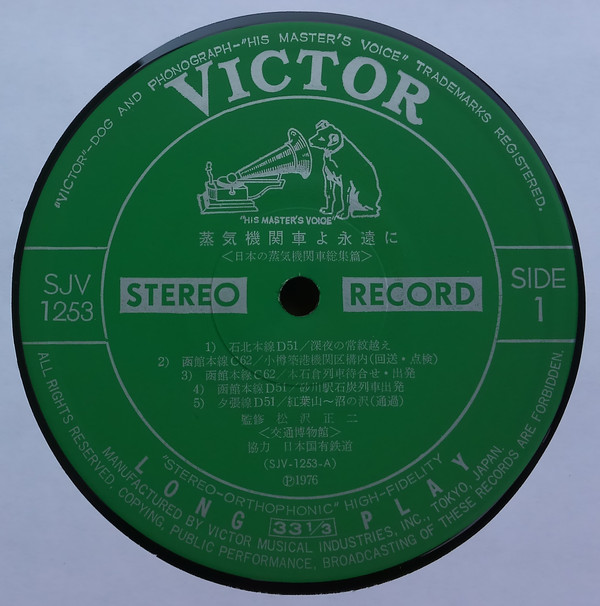 "VICTOR"-DOG AND PHONOGRAPH-"HIS MASTER'S VOICE" TRADEMARKS REGISTERED.
VICTOR
"HIS MASTER'S VOICE"
蒸気機関車よ永遠に
＜日本の蒸気機関車総集篇＞
SJV
1253
STEREO RECORD
SIDE
1
1) 石北本線D51／深夜の常紋越え
2) 函館本線C62／小樽築港機関区構内(回送・点検)
3) 函館本線C62／本石倉列車待合せ・出発
4) 函館本線D51／砂川駅石炭列車出発
5) 夕張線D51／紅葉山〜沼の沢(通過)
監修 松沢正二
＜交通博物館＞
協力 日本国有鉄道
(SJV-1253-A)
Ⓟ1976
"STEREO-ORTHOPHONIC" HIGH-FIDELITY
LONG 33 1/3 PLAY
MANUFACTURED BY VICTOR MUSICAL INDUSTRIES, INC., TOKYO, JAPAN.
ALL RIGHTS RESERVED. COPYING, PUBLIC PERFORMANCE, BROADCASTING OF THESE RECORDS ARE FORBIDDEN.